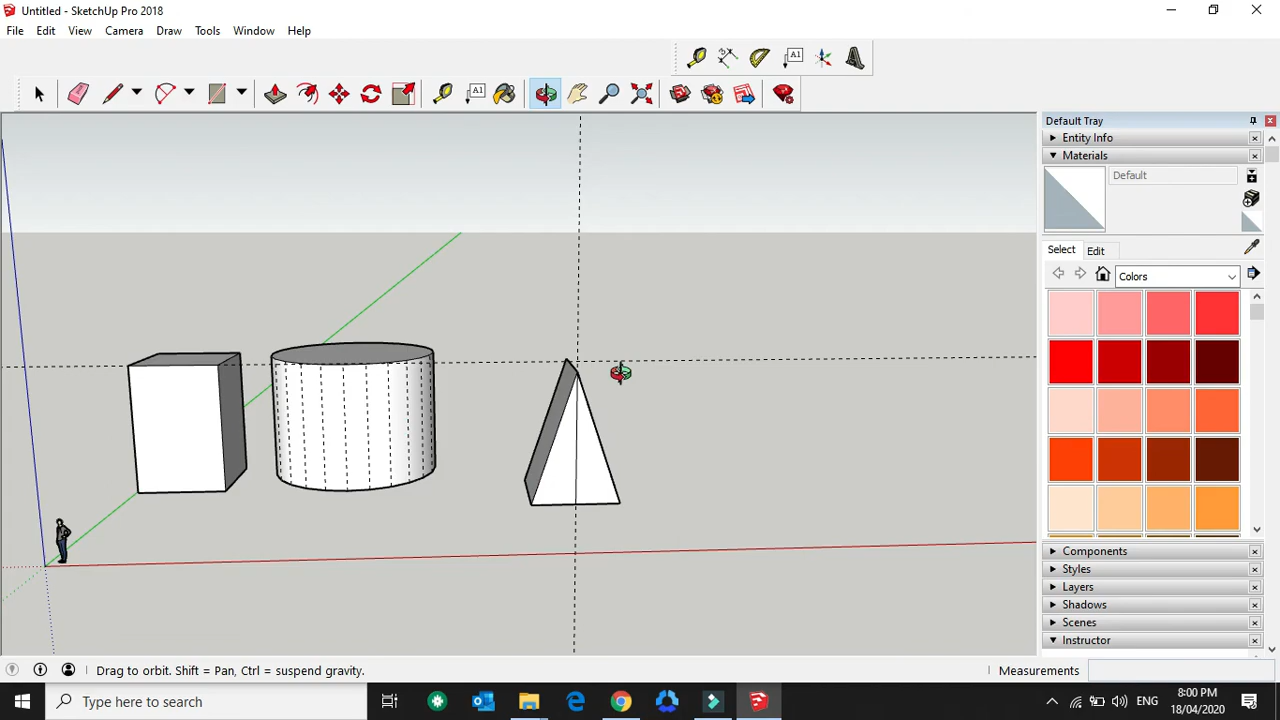 Untitled - SketchUp Pro 2018
File Edit View Camera Draw Tools Window Help
A1
A1
Default Tray
Entity Info
Materials
Default
Select Edit
Colors
Components
Styles
Layers
Shadows
Scenes
Instructor
Drag to orbit. Shift = Pan, Ctrl = suspend gravity.
Measurements
Type here to search
ENG
8:00 PM
18/04/2020